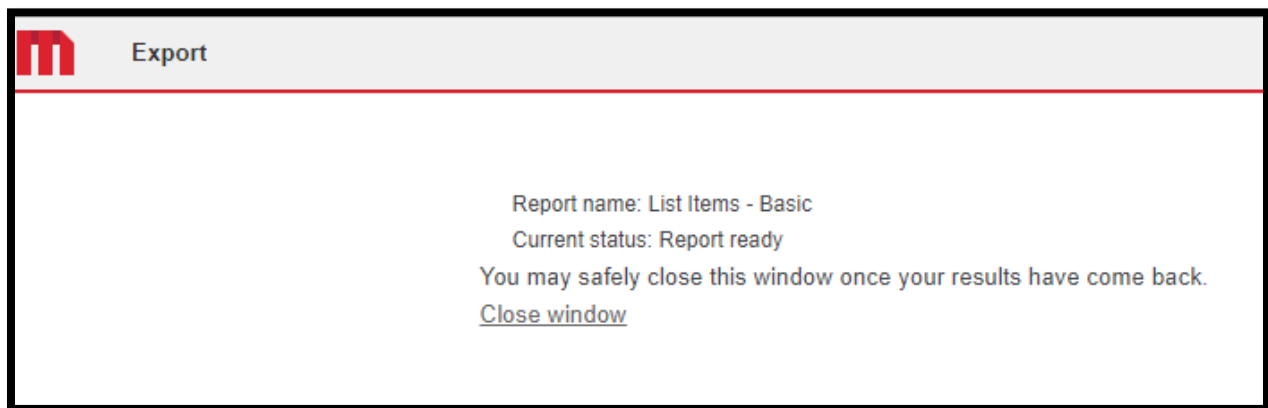 Export
Report name: List Items - Basic
Current status: Report ready
You may safely close this window once your results have come back.
Close window